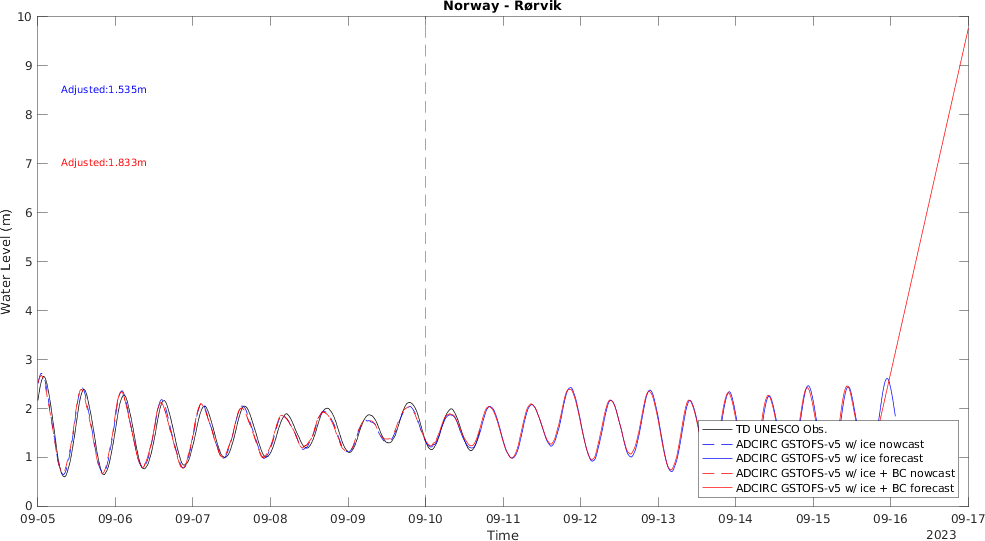 Norway - Rørvik
10
9
8
7
6
5
4
3
2
1
0
Water Level (m)
Adjusted:1.535m
Adjusted:1.833m
TD UNESCO Obs.
ADCIRC GSTOFS-v5 w/ ice nowcast
ADCIRC GSTOFS-v5 w/ ice forecast
ADCIRC GSTOFS-v5 w/ ice + BC nowcast
ADCIRC GSTOFS-v5 w/ ice + BC forecast
09-05 09-06 09-07 09-08 09-09 09-10 09-11 09-12 09-13 09-14 09-15 09-16 09-17
Time
2023